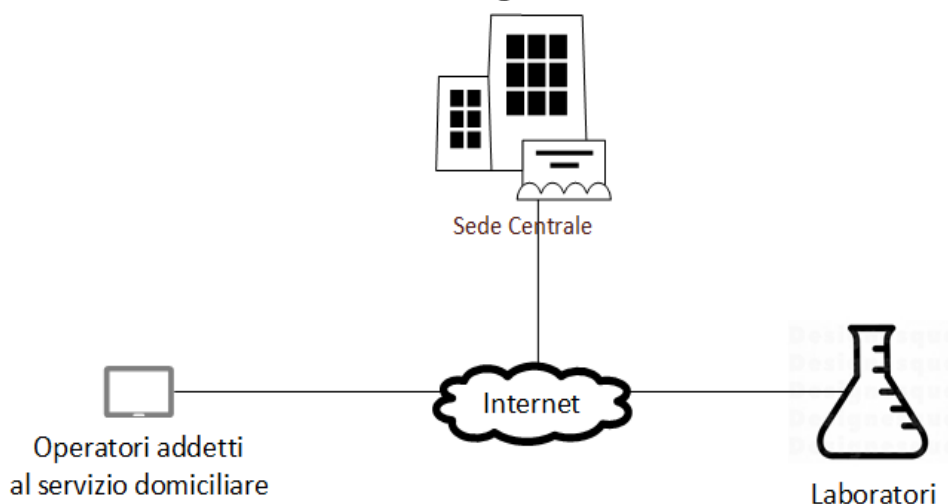 Sede Centrale
Internet
Operatori addetti
al servizio domiciliare
Laboratori